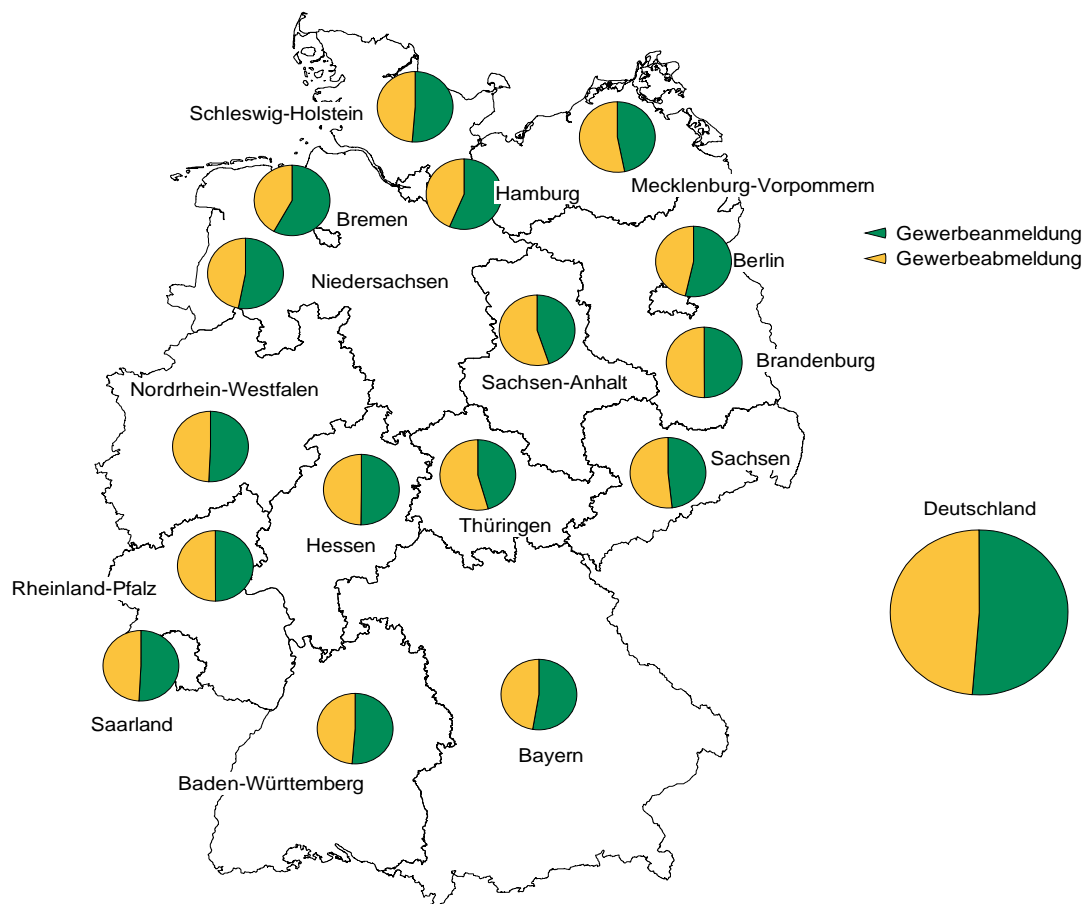 Schleswig-Holstein
Mecklenburg-Vorpommern
Hamburg
Bremen
Gewerbeanmeldung
Gewerbeabmeldung
Berlin
Niedersachsen
Brandenburg
Sachsen-Anhalt
Nordrhein-Westfalen
Sachsen
Thüringen
Hessen
Deutschland
Rheinland-Pfalz
Saarland
Bayern
Baden-Württemberg